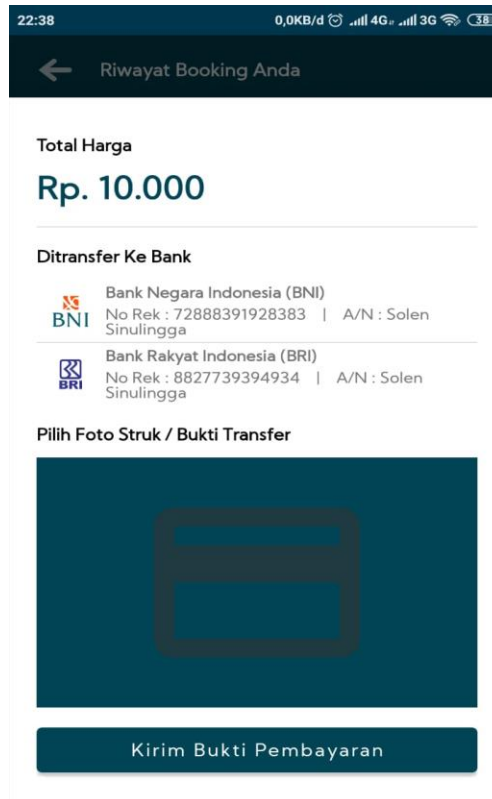 22:38
0,0KB/d 4G 3G 38
Riwayat Booking Anda
Total Harga
Rp. 10.000
Ditransfer Ke Bank
BNI
Bank Negara Indonesia (BNI)
No Rek : 72888391928383 | A/N : Solen
Sinulingga
BRI
Bank Rakyat Indonesia (BRI)
No Rek : 8827739394934 | A/N : Solen
Sinulingga
Pilih Foto Struk / Bukti Transfer
Kirim Bukti Pembayaran